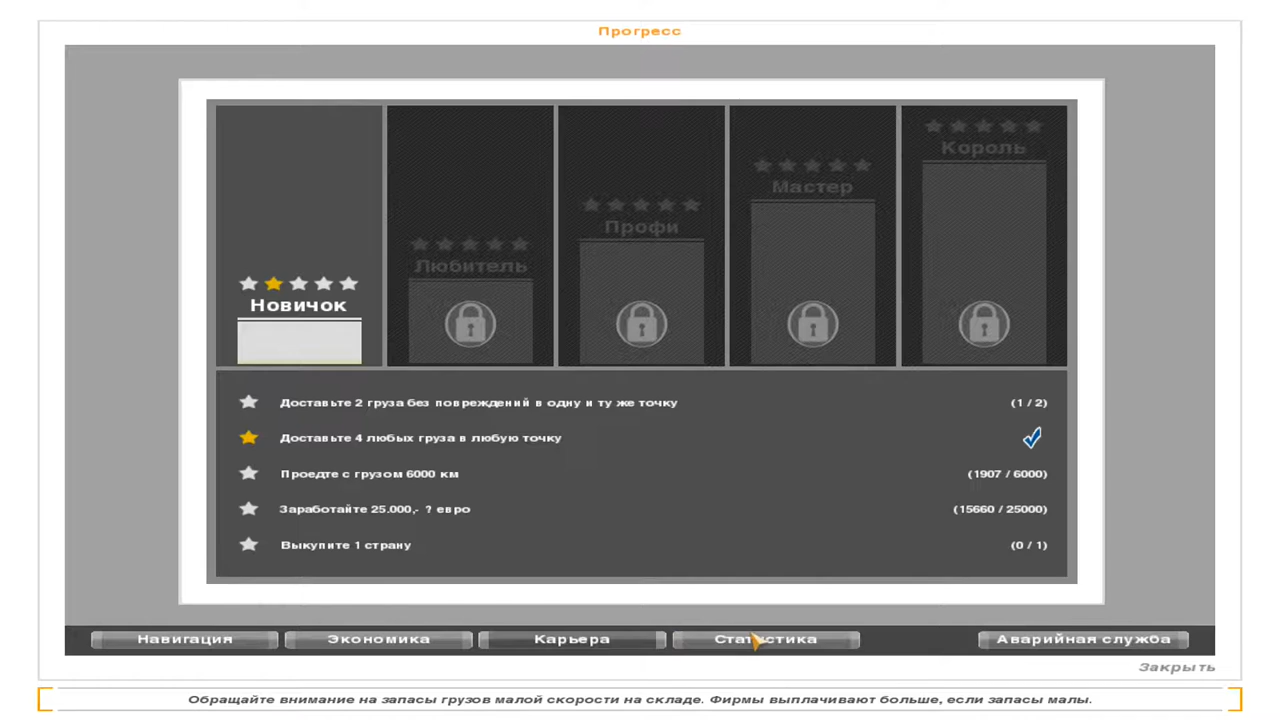 Прогресс
Король
Мастер
Профи
Любитель
Новичок
Доставьте 2 груза без повреждений в одну и ту же точку (1 / 2)
Доставьте 4 любых груза в любую точку
Проедте с грузом 6000 км (1907 / 6000)
Заработайте 25.000,- ? евро (15660 / 25000)
Выкупите 1 страну (0 / 1)
Навигация Экономика Карьера Статистика Аварийная служба
Закрыть
Обращайте внимание на запасы грузов малой скорости на складе. Фирмы выплачивают больше, если запасы малы.